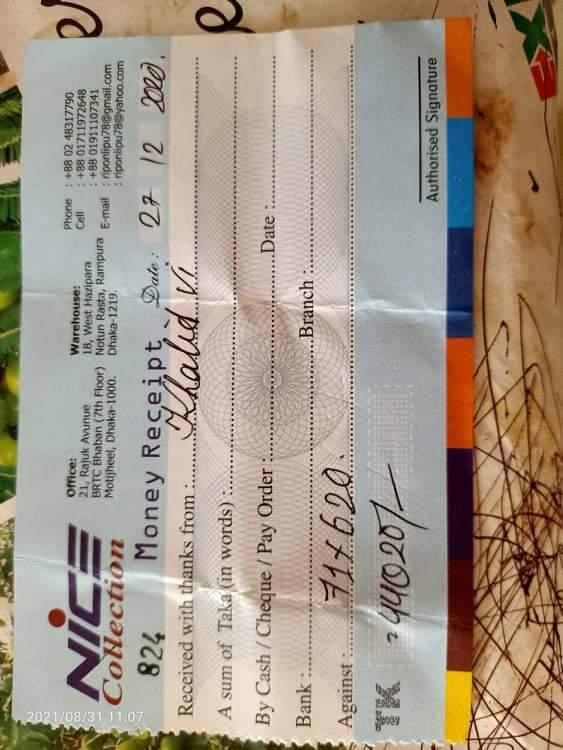 2021/08/31 11:07
NiCE
Collection
Office:
21, Rajuk Avunue
BRTC Bhaban (7th Floor)
Motijheel, Dhaka-1000.
Warehouse:
18, West Hazipara
Notun Rasta, Rampura
Dhaka-1219.
Phone : +88 02 48317790
Cell : +88 01711972648
: +88 01911107341
E-mail : riponlipu78@gmail.com
: riponlipu78@yahoo.com
824 Money Receipt Date: 27 12 2020.
Received with thanks from : Khalid Vi
A sum of Taka (in words) :
By Cash / Cheque / Pay Order : Date :
Bank : Branch :
Against : 71×620.
TK =44020/-
Authorised Signature